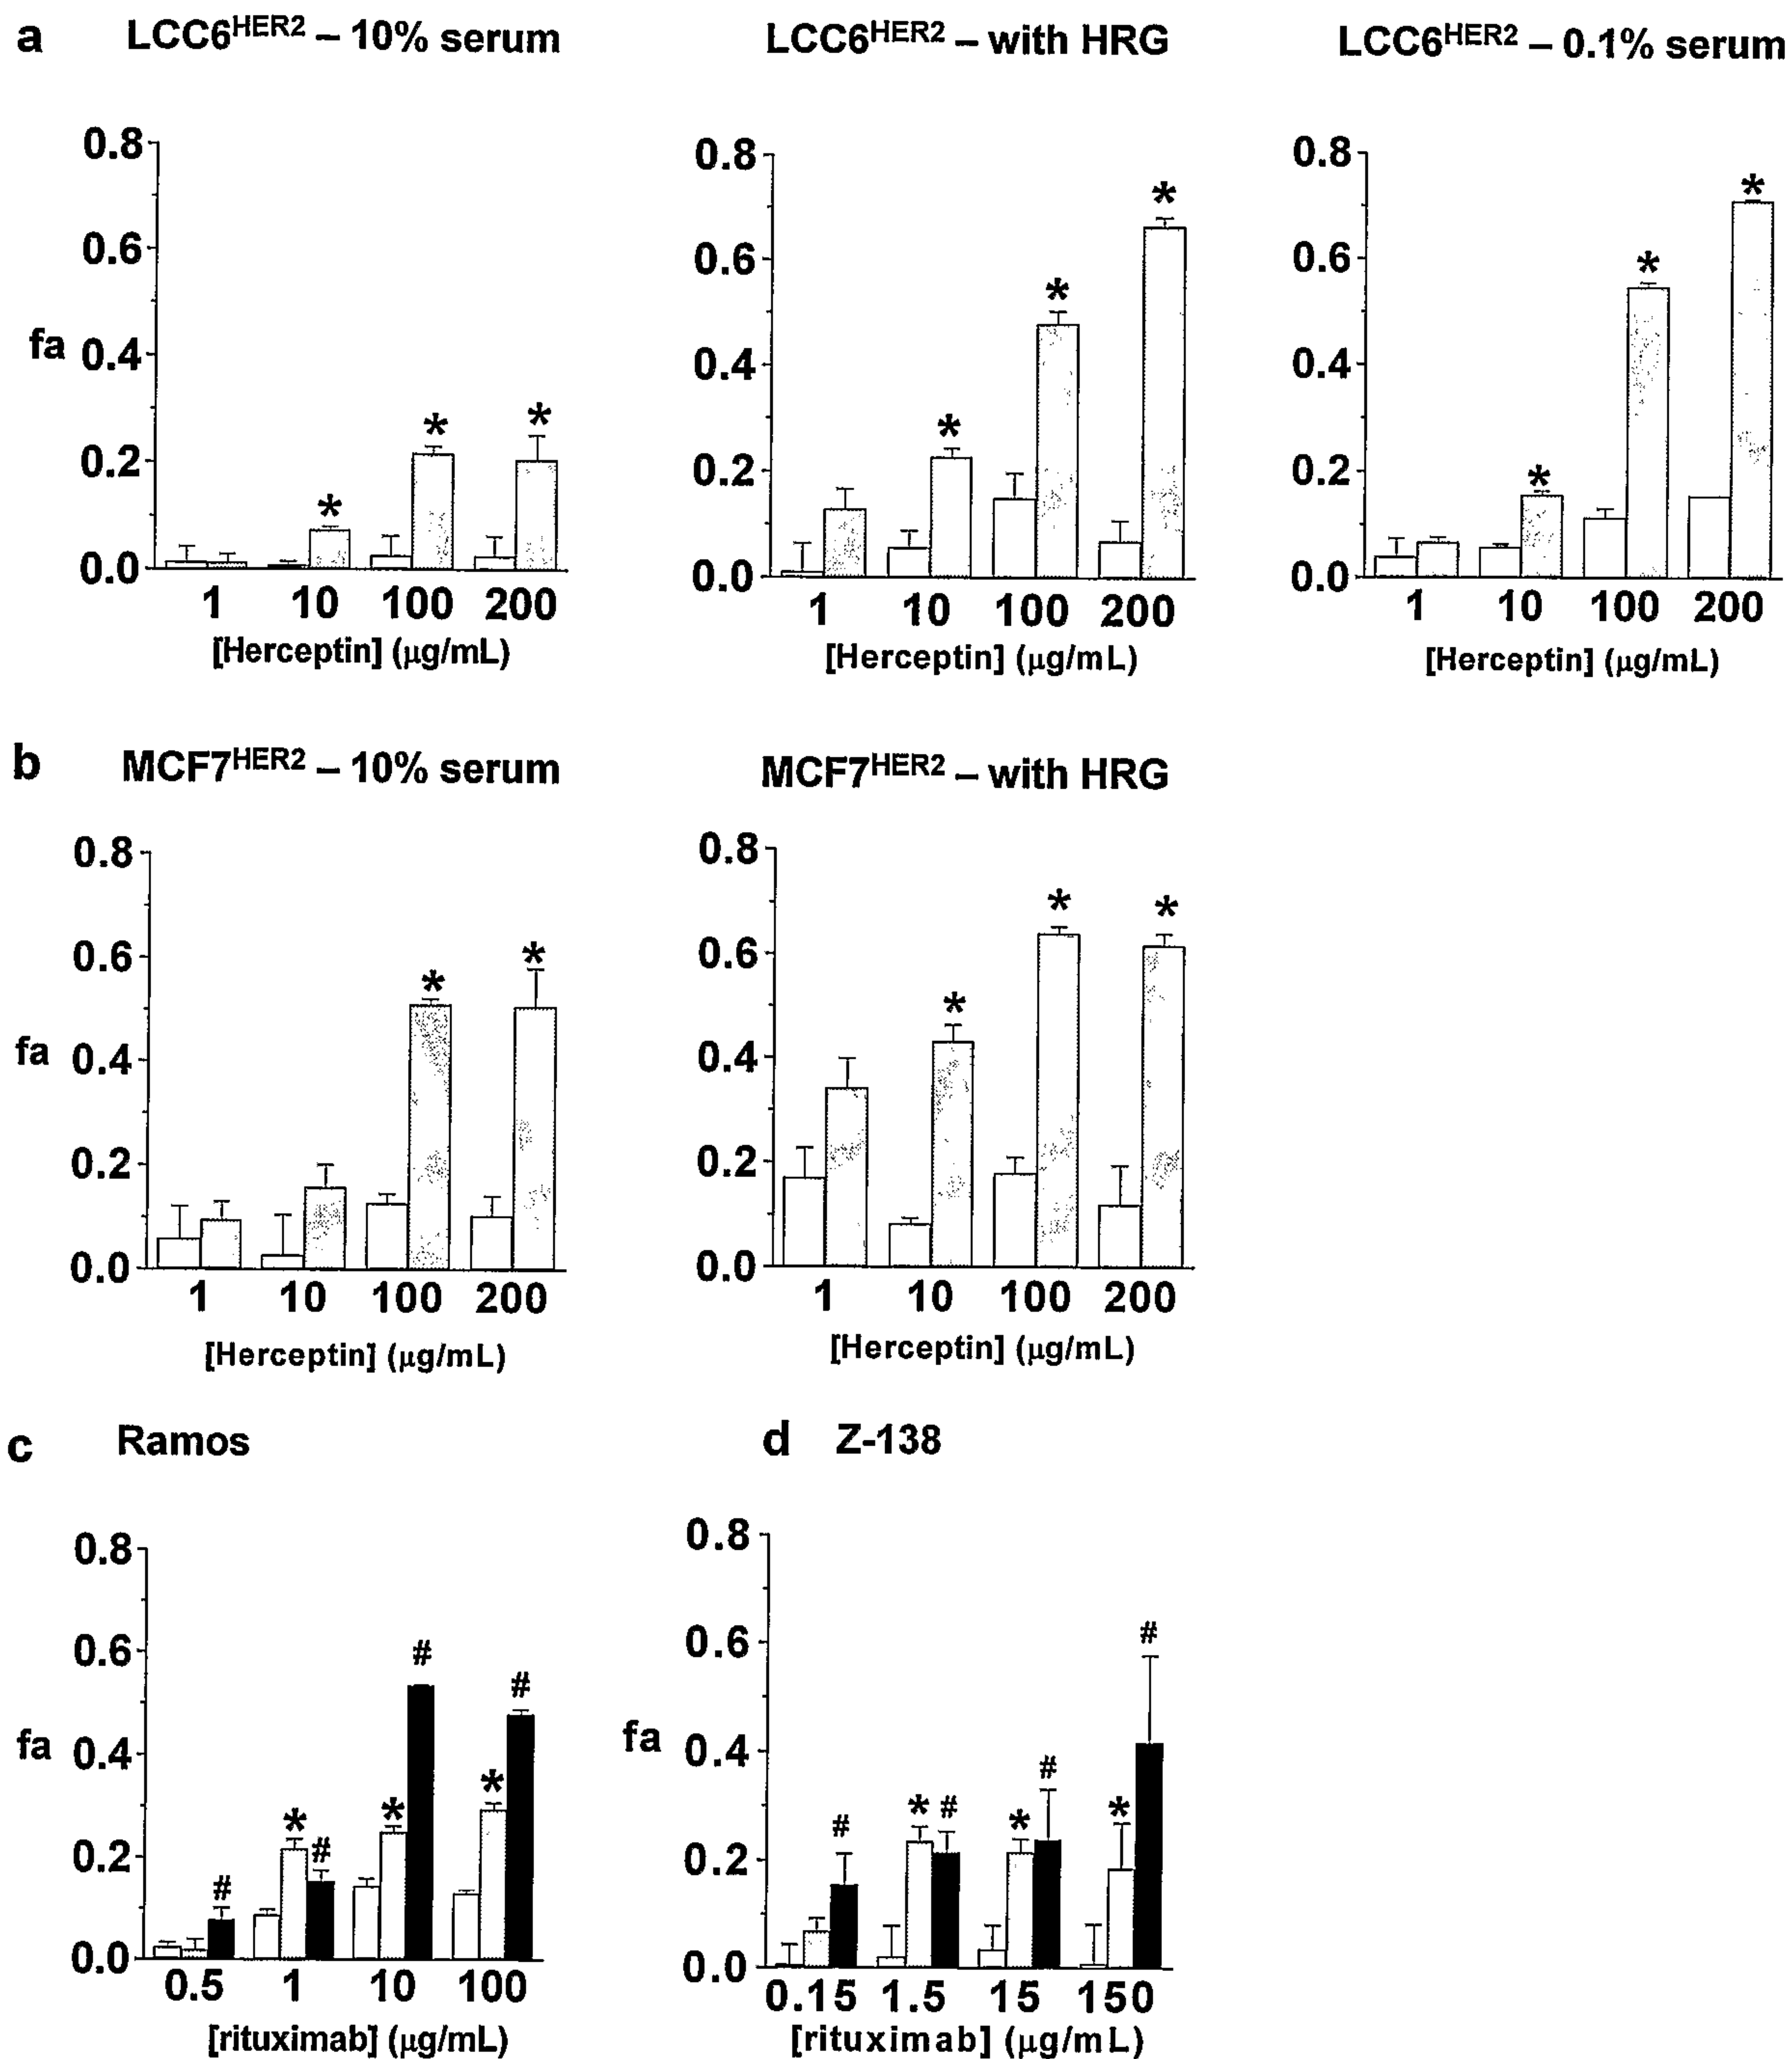 a LCC6HER2 – 10% serum LCC6HER2 – with HRG LCC6HER2 – 0.1% serum
0.8 0.8 0.8
* *
0.6 0.6 0.6
* *
fa 0.4 0.4 0.4
* * * *
0.2 0.2 0.2
*
0.0 0.0 0.0
1 10 100 200 1 10 100 200 1 10 100 200
[Herceptin] (μg/mL) [Herceptin] (μg/mL) [Herceptin] (μg/mL)
b MCF7HER2 – 10% serum MCF7HER2 – with HRG
0.8 0.8
* *
0.6 0.6
* * *
fa 0.4 0.4
0.2 0.2
0.0 0.0
1 10 100 200 1 10 100 200
[Herceptin] (μg/mL) [Herceptin] (μg/mL)
c Ramos d Z-138
0.8 0.8
0.6 # # 0.6 #
fa 0.4 fa 0.4
* * * # * # * # *
0.2 # # 0.2 #
0.0 0.0
0.5 1 10 100 0.15 1.5 15 150
[rituximab] (μg/mL) [rituximab] (μg/mL)